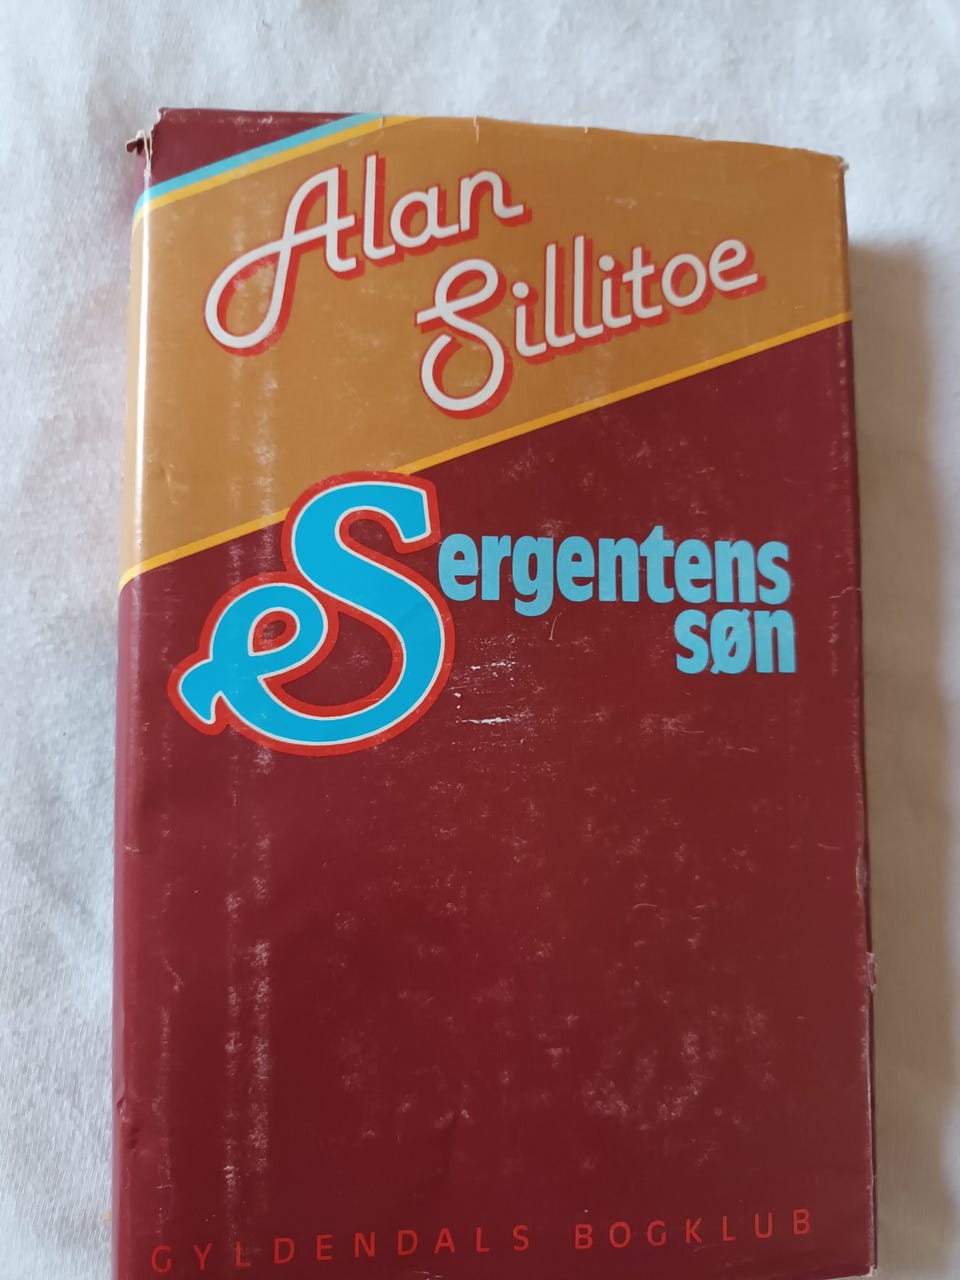 Alan
Sillitoe
Sergentens
søn
GYLDENDALS BOGKLUB